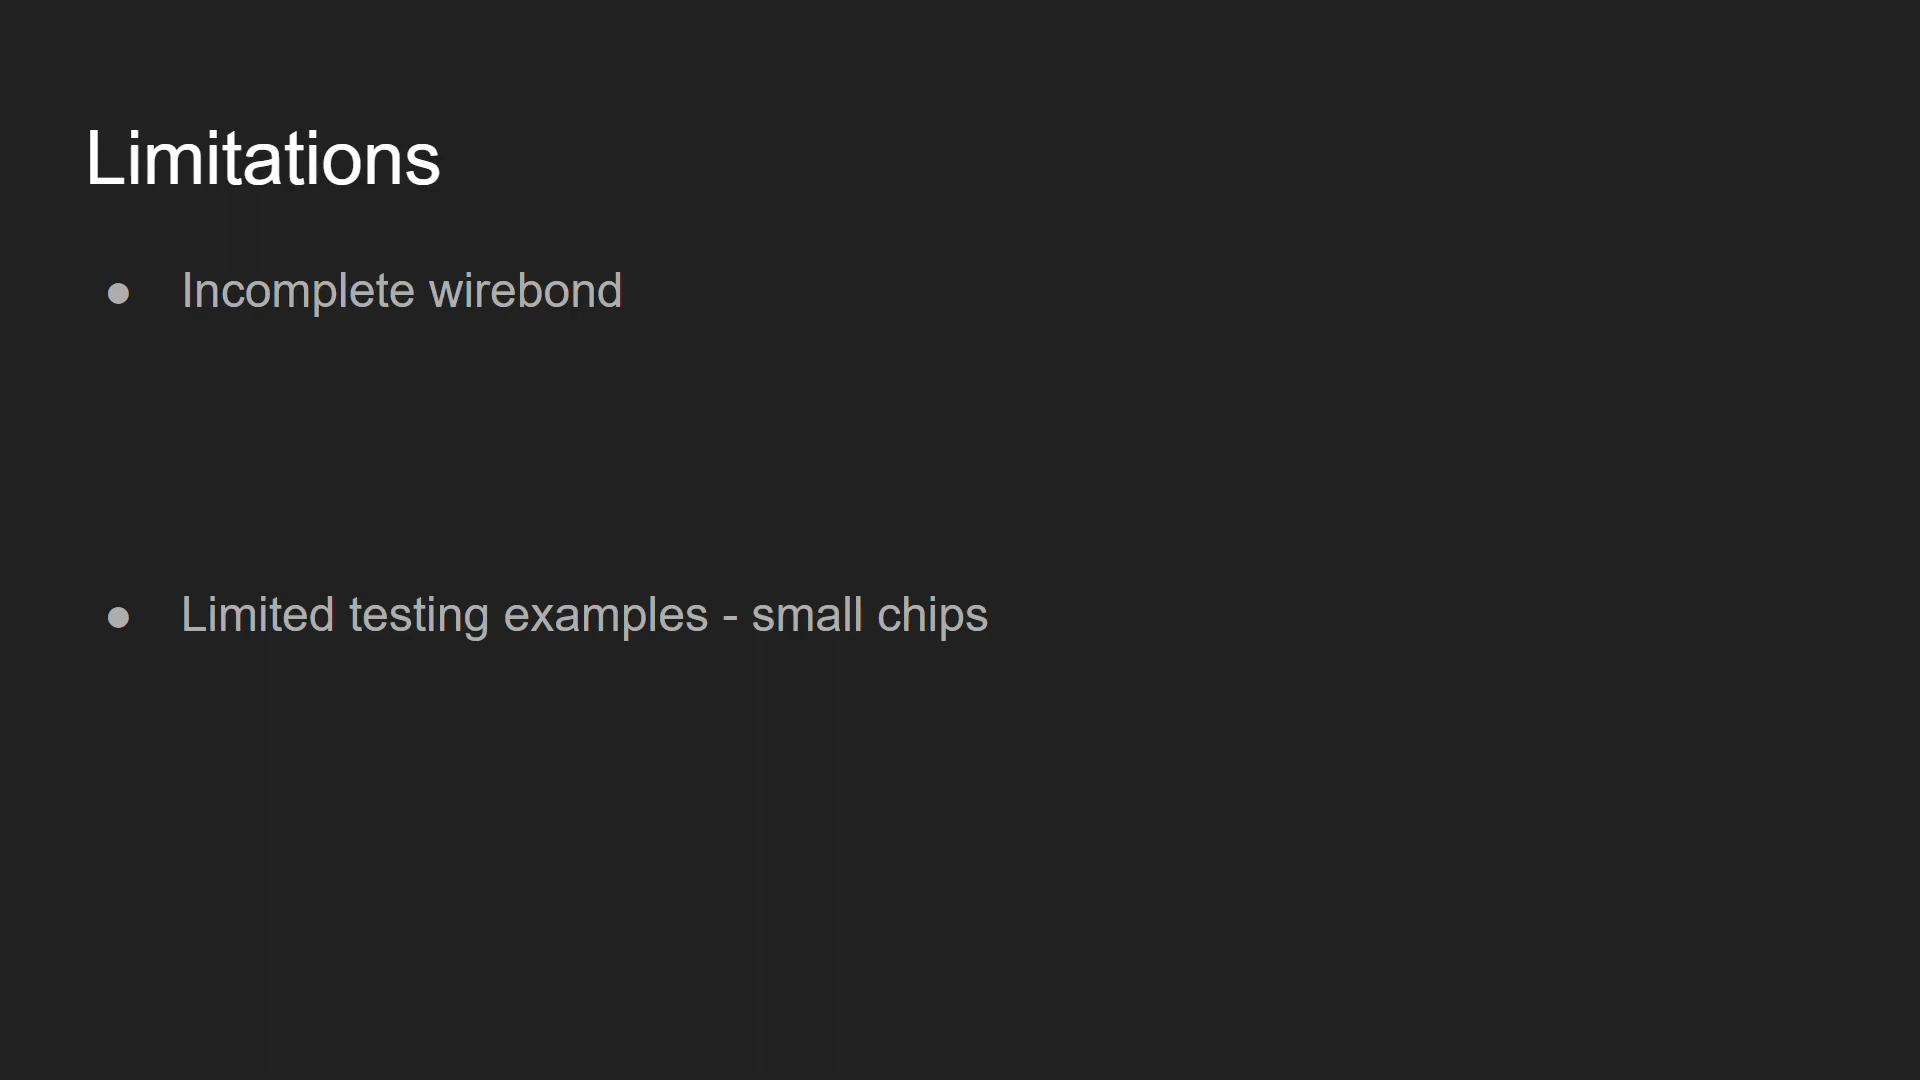 Limitations
● Incomplete wirebond
● Limited testing examples - small chips